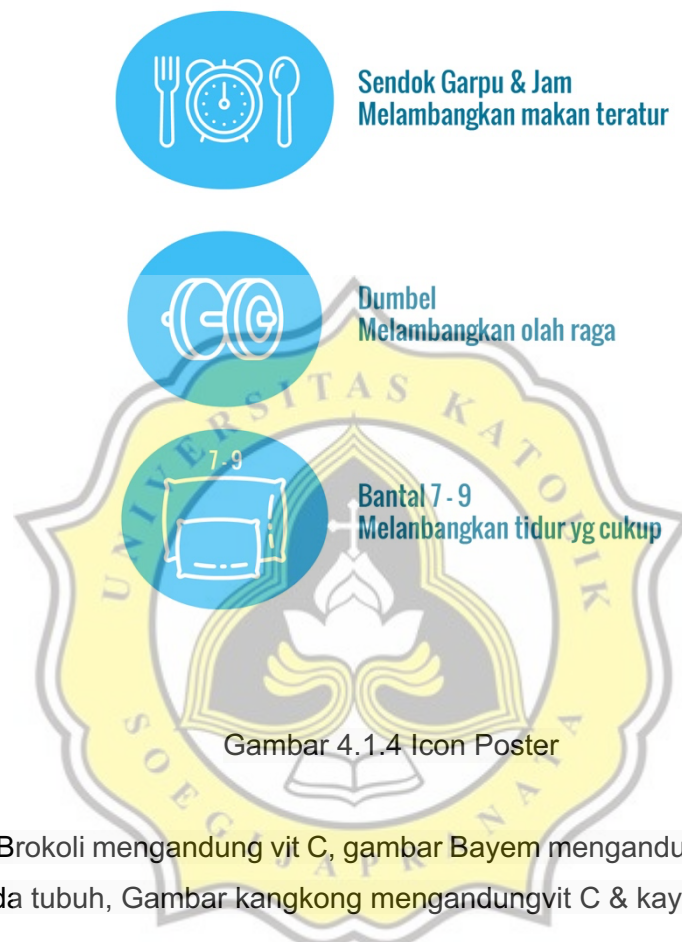 Sendok Garpu & Jam
Melambangkan makan teratur
Dumbel
Melambangkan olah raga
7-9
Bantal 7 - 9
Melanbangkan tidur yg cukup
UNIVERSITAS KATOLIK
SOEGIJAPRANATA
Gambar 4.1.4 Icon Poster
Brokoli mengandung vit C, gambar Bayem mengandu
da tubuh, Gambar kangkong mengandungvit C & kay